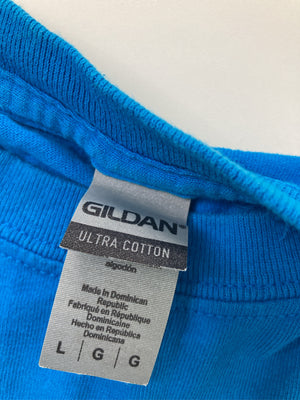 GILDAN®
ULTRA COTTON
algodón
Made in Dominican
Republic
Fabriqué en République
Dominicaine
Hecho en República
Dominicana
L G G